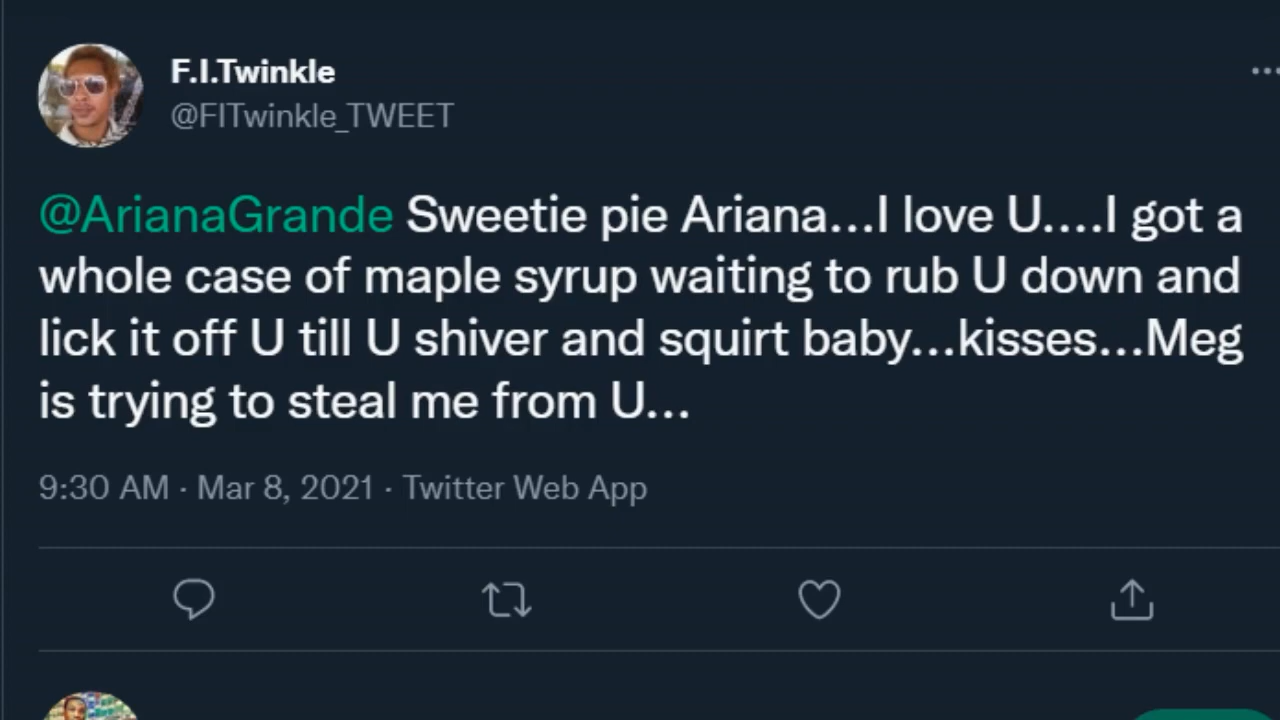 F.I.Twinkle
@FITwinkle_TWEET
@ArianaGrande Sweetie pie Ariana...I love U....I got a
whole case of maple syrup waiting to rub U down and
lick it off U till U shiver and squirt baby...kisses...Meg
is trying to steal me from U...
9:30 AM · Mar 8, 2021 · Twitter Web App